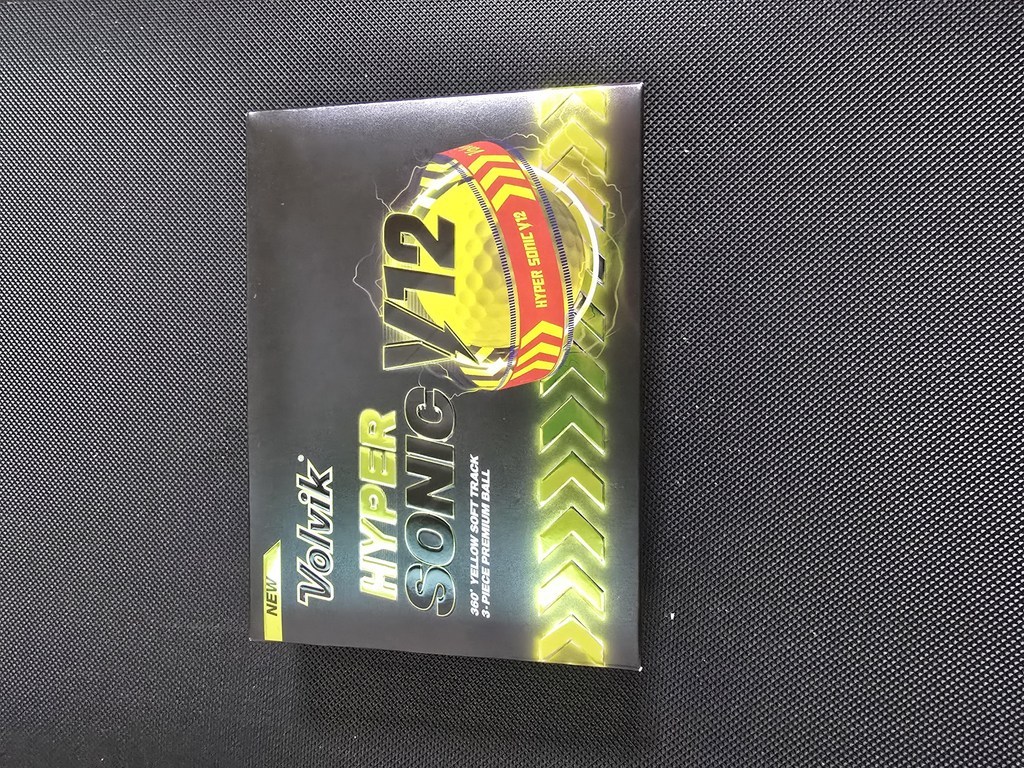 NEW
Volvik
HYPER
SONIC V12
360° YELLOW SOFT TRACK
3-PIECE PREMIUM BALL
HYPER SONIC V12